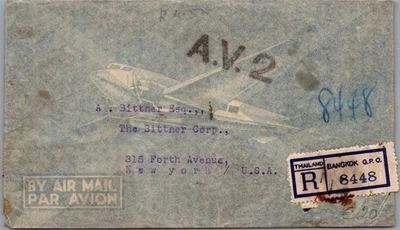 A.V.2
8448
A. Bittner Esq.,,
The Bittner Corp.,
315 Forth Avenue,
New york / U.S.A.
BY AIR MAIL
PAR AVION
THAILAND BANGKOK G.P.O.
R 8448